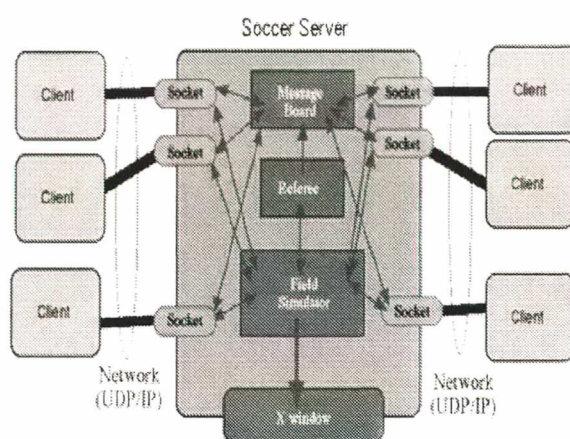 Soccer Server
Client
Socket
Message
Board
Socket
Client
Client
Socket
Referee
Socket
Client
Client
Socket
Field
Simulator
Socket
Client
Network
(UDP/IP)
X window
Network
(UDP/IP)